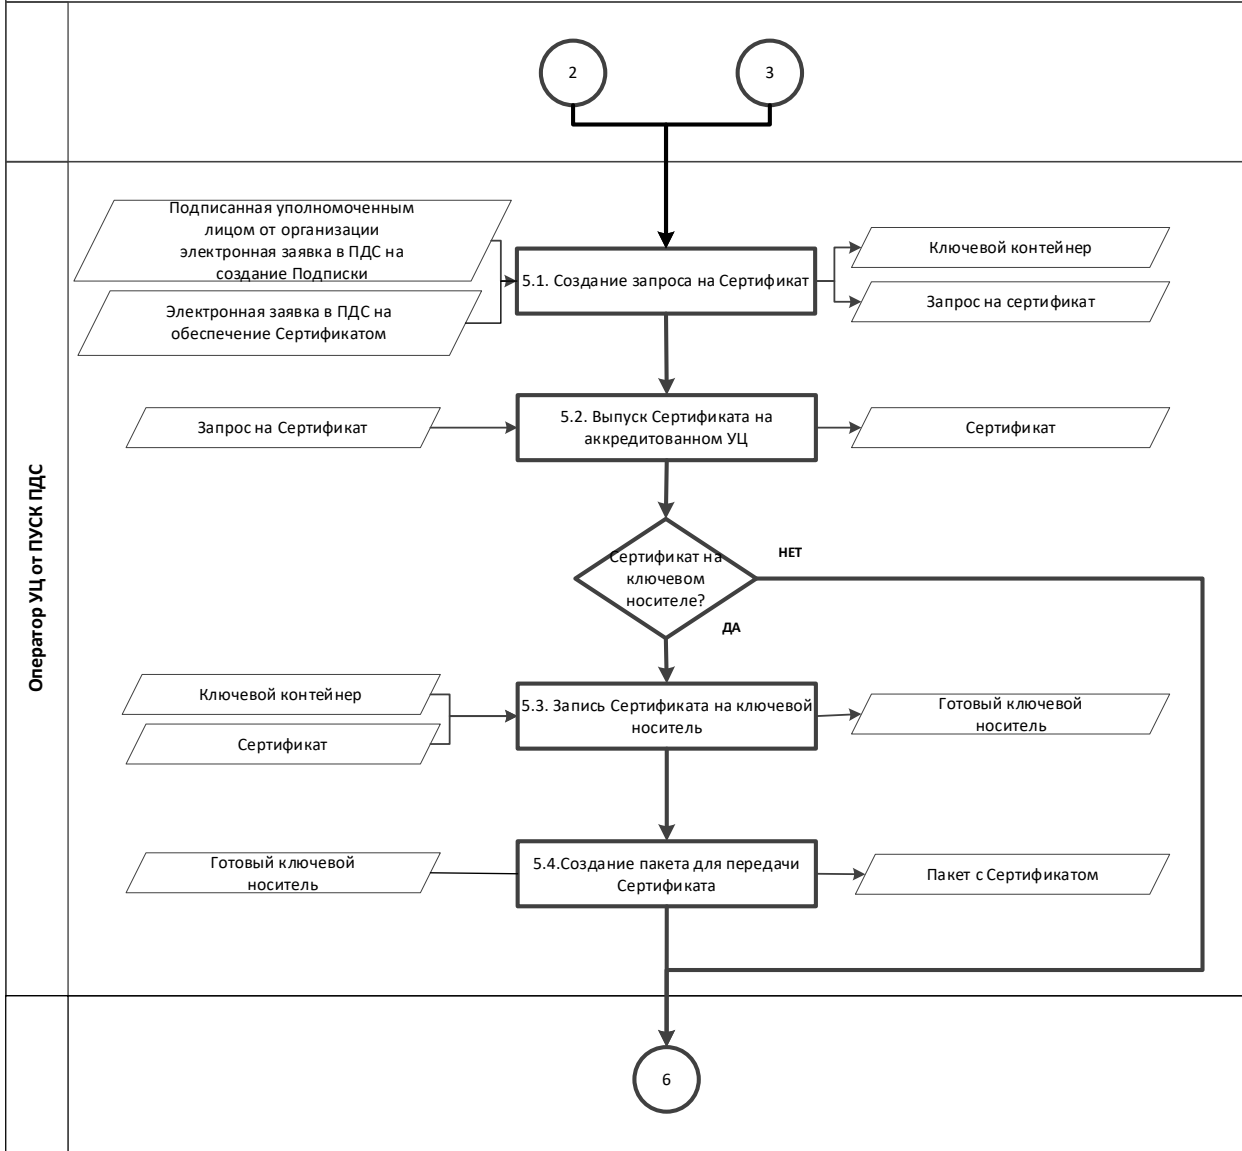 2
3
Оператор УЦ от ПУСК ПДС
Подписанная уполномоченным
лицом от организации
электронная заявка в ПДС на
создание Подписки
Электронная заявка в ПДС на
обеспечение Сертификатом
5.1. Создание запроса на Сертификат
Ключевой контейнер
Запрос на сертификат
Запрос на Сертификат
5.2. Выпуск Сертификата на
аккредитованном УЦ
Сертификат
Сертификат на
ключевом
носителе?
НЕТ
ДА
Ключевой контейнер
Сертификат
5.3. Запись Сертификата на ключевой
носитель
Готовый ключевой
носитель
Готовый ключевой
носитель
5.4.Создание пакета для передачи
Сертификата
Пакет с Сертификатом
6